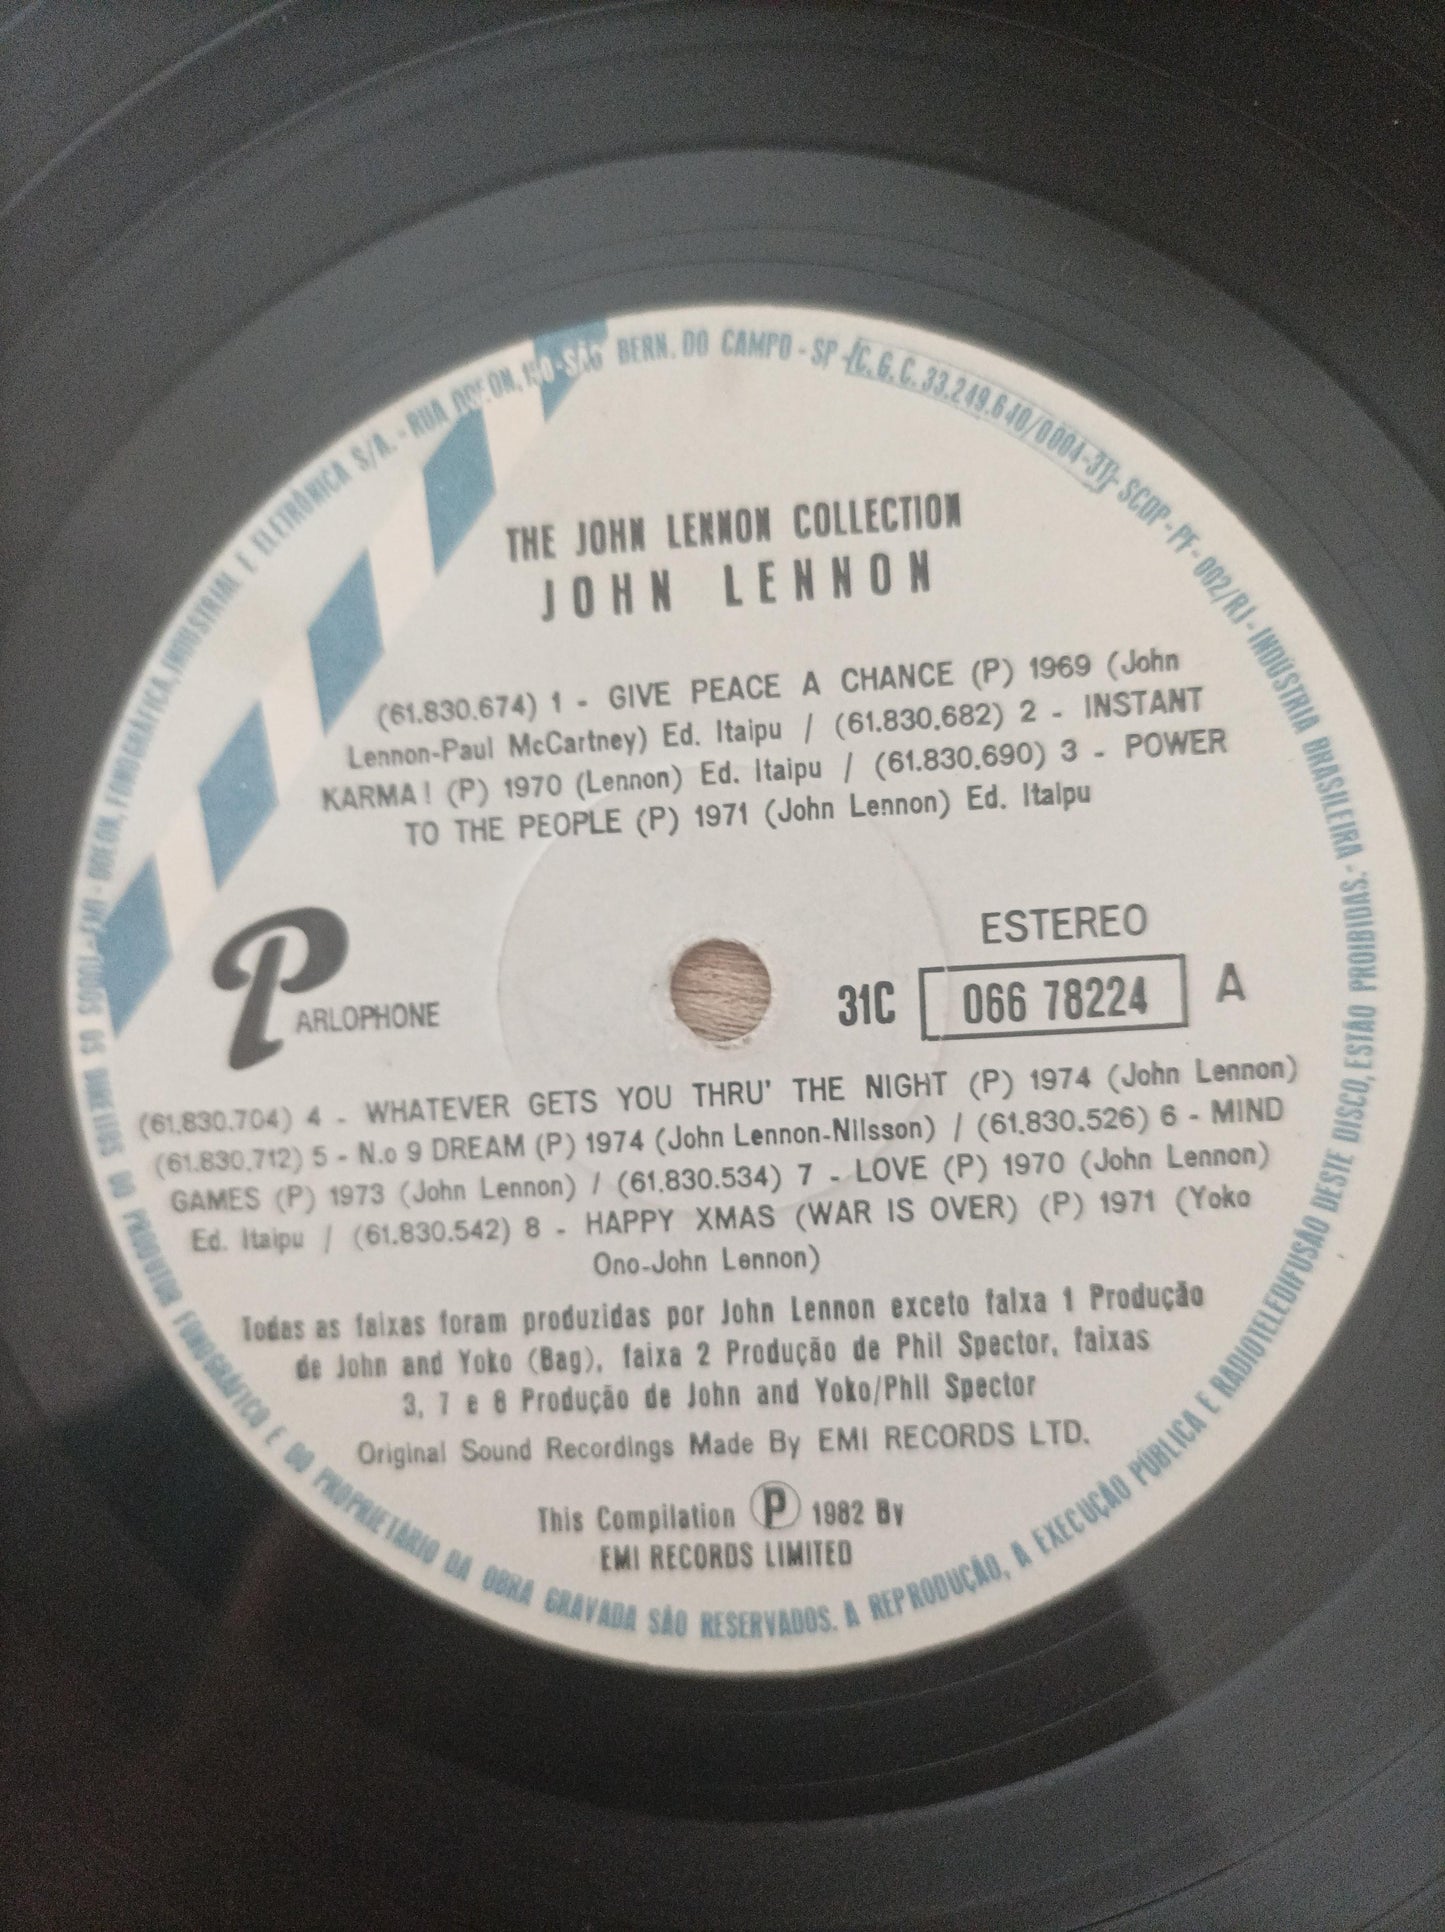 THE JOHN LENNON COLLECTION
JOHN LENNON
(61.830.674) 1 - GIVE PEACE A CHANCE (P) 1969 (John
Lennon-Paul McCartney) Ed. Itaipu / (61.830.682) 2 - INSTANT
KARMA! (P) 1970 (Lennon) Ed. Itaipu / (61.830.690) 3 - POWER
TO THE PEOPLE (P) 1971 (John Lennon) Ed. Itaipu
PARLOPHONE
ESTEREO
31C 066 78224 A
(61.830.704) 4 - WHATEVER GETS YOU THRU' THE NIGHT (P) 1974 (John Lennon)
(61.830.712) 5 - N.o 9 DREAM (P) 1974 (John Lennon-Nilsson) / (61.830.526) 6 - MIND
GAMES (P) 1973 (John Lennon) / (61.830.534) 7 - LOVE (P) 1970 (John Lennon)
Ed. Itaipu / (61.830.542) 8 - HAPPY XMAS (WAR IS OVER) (P) 1971 (Yoko
Ono-John Lennon)
Todas as faixas foram produzidas por John Lennon exceto faixa 1 Produção
de John and Yoko (Bag), faixa 2 Produção de Phil Spector, faixas
3, 7 e 8 Produção de John and Yoko/Phil Spector
Original Sound Recordings Made By EMI RECORDS LTD.
This Compilation Ⓟ 1982 By
EMI RECORDS LIMITED
EMI - ODEON, FONOGRÁFICA, INDUSTRIAL E ELETRÔNICA S/A. - RUA ODEON, BERN. DO CAMPO - SP - (C.G.C. 33.249.640/0004-31) - SCDP - PF - 002/RJ - INDÚSTRIA BRASILEIRA
TODOS OS DIREITOS DO PRODUTOR FONOGRÁFICO E DO PROPRIETÁRIO DA OBRA GRAVADA SÃO RESERVADOS. A REPRODUÇÃO, A EXECUÇÃO PÚBLICA E RADIOTELEDIFUSÃO DESTE DISCO, ESTÃO PROIBIDAS.-